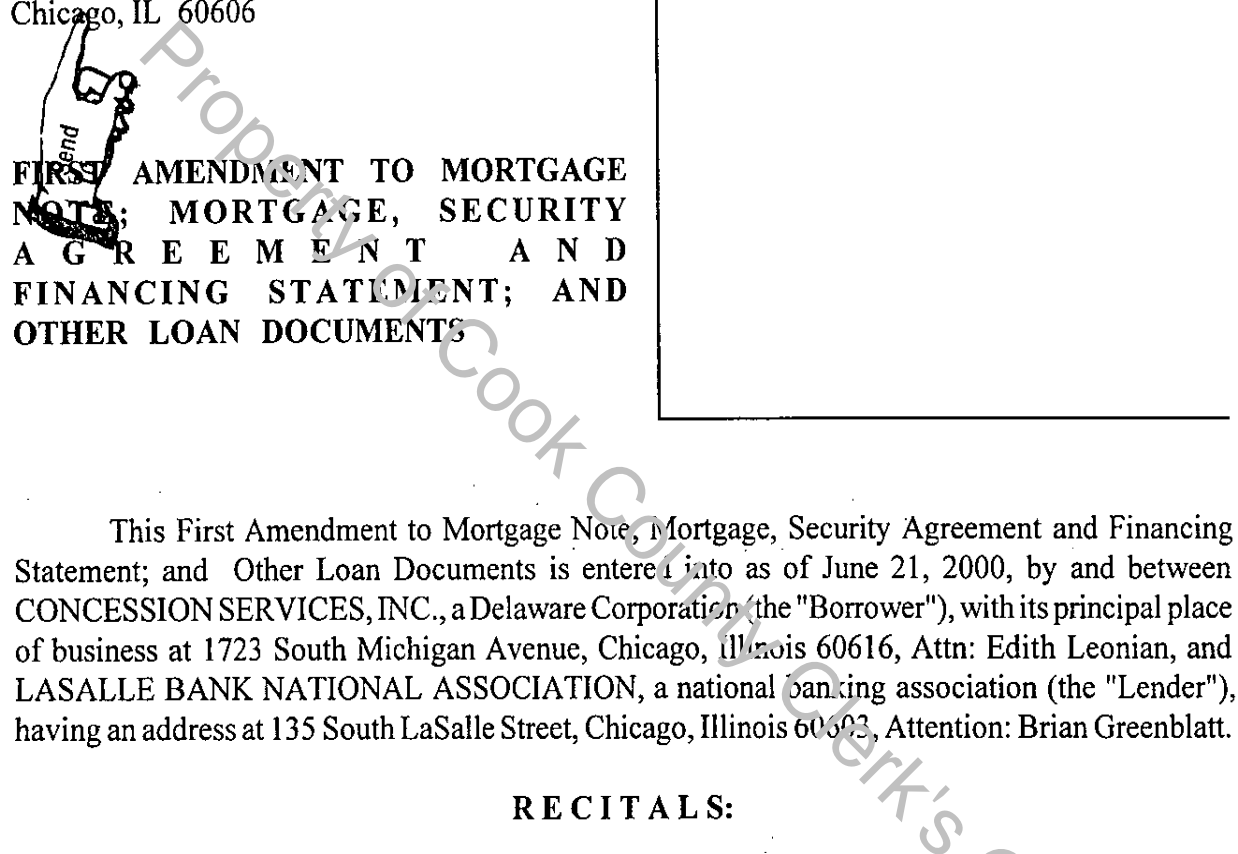 Chicago, IL 60606
Send
FIRST AMENDMENT TO MORTGAGE
NOTE; MORTGAGE, SECURITY
AGREEMENT AND
FINANCING STATEMENT; AND
OTHER LOAN DOCUMENTS
This First Amendment to Mortgage Note, Mortgage, Security Agreement and Financing
Statement; and Other Loan Documents is entered into as of June 21, 2000, by and between
CONCESSION SERVICES, INC., a Delaware Corporation (the "Borrower"), with its principal place
of business at 1723 South Michigan Avenue, Chicago, Illinois 60616, Attn: Edith Leonian, and
LASALLE BANK NATIONAL ASSOCIATION, a national banking association (the "Lender"),
having an address at 135 South LaSalle Street, Chicago, Illinois 60603, Attention: Brian Greenblatt.
RECITALS:
Property of Cook County Clerk's